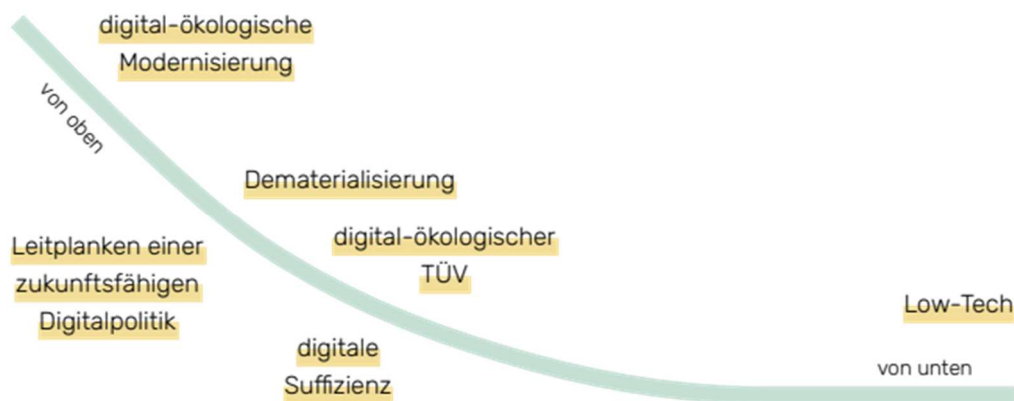 digital-ökologische
Modernisierung
von oben
Dematerialisierung
digital-ökologischer
TÜV
Leitplanken einer
zukunftsfähigen
Digitalpolitik
Low-Tech
digitale
Suffizienz
von unten